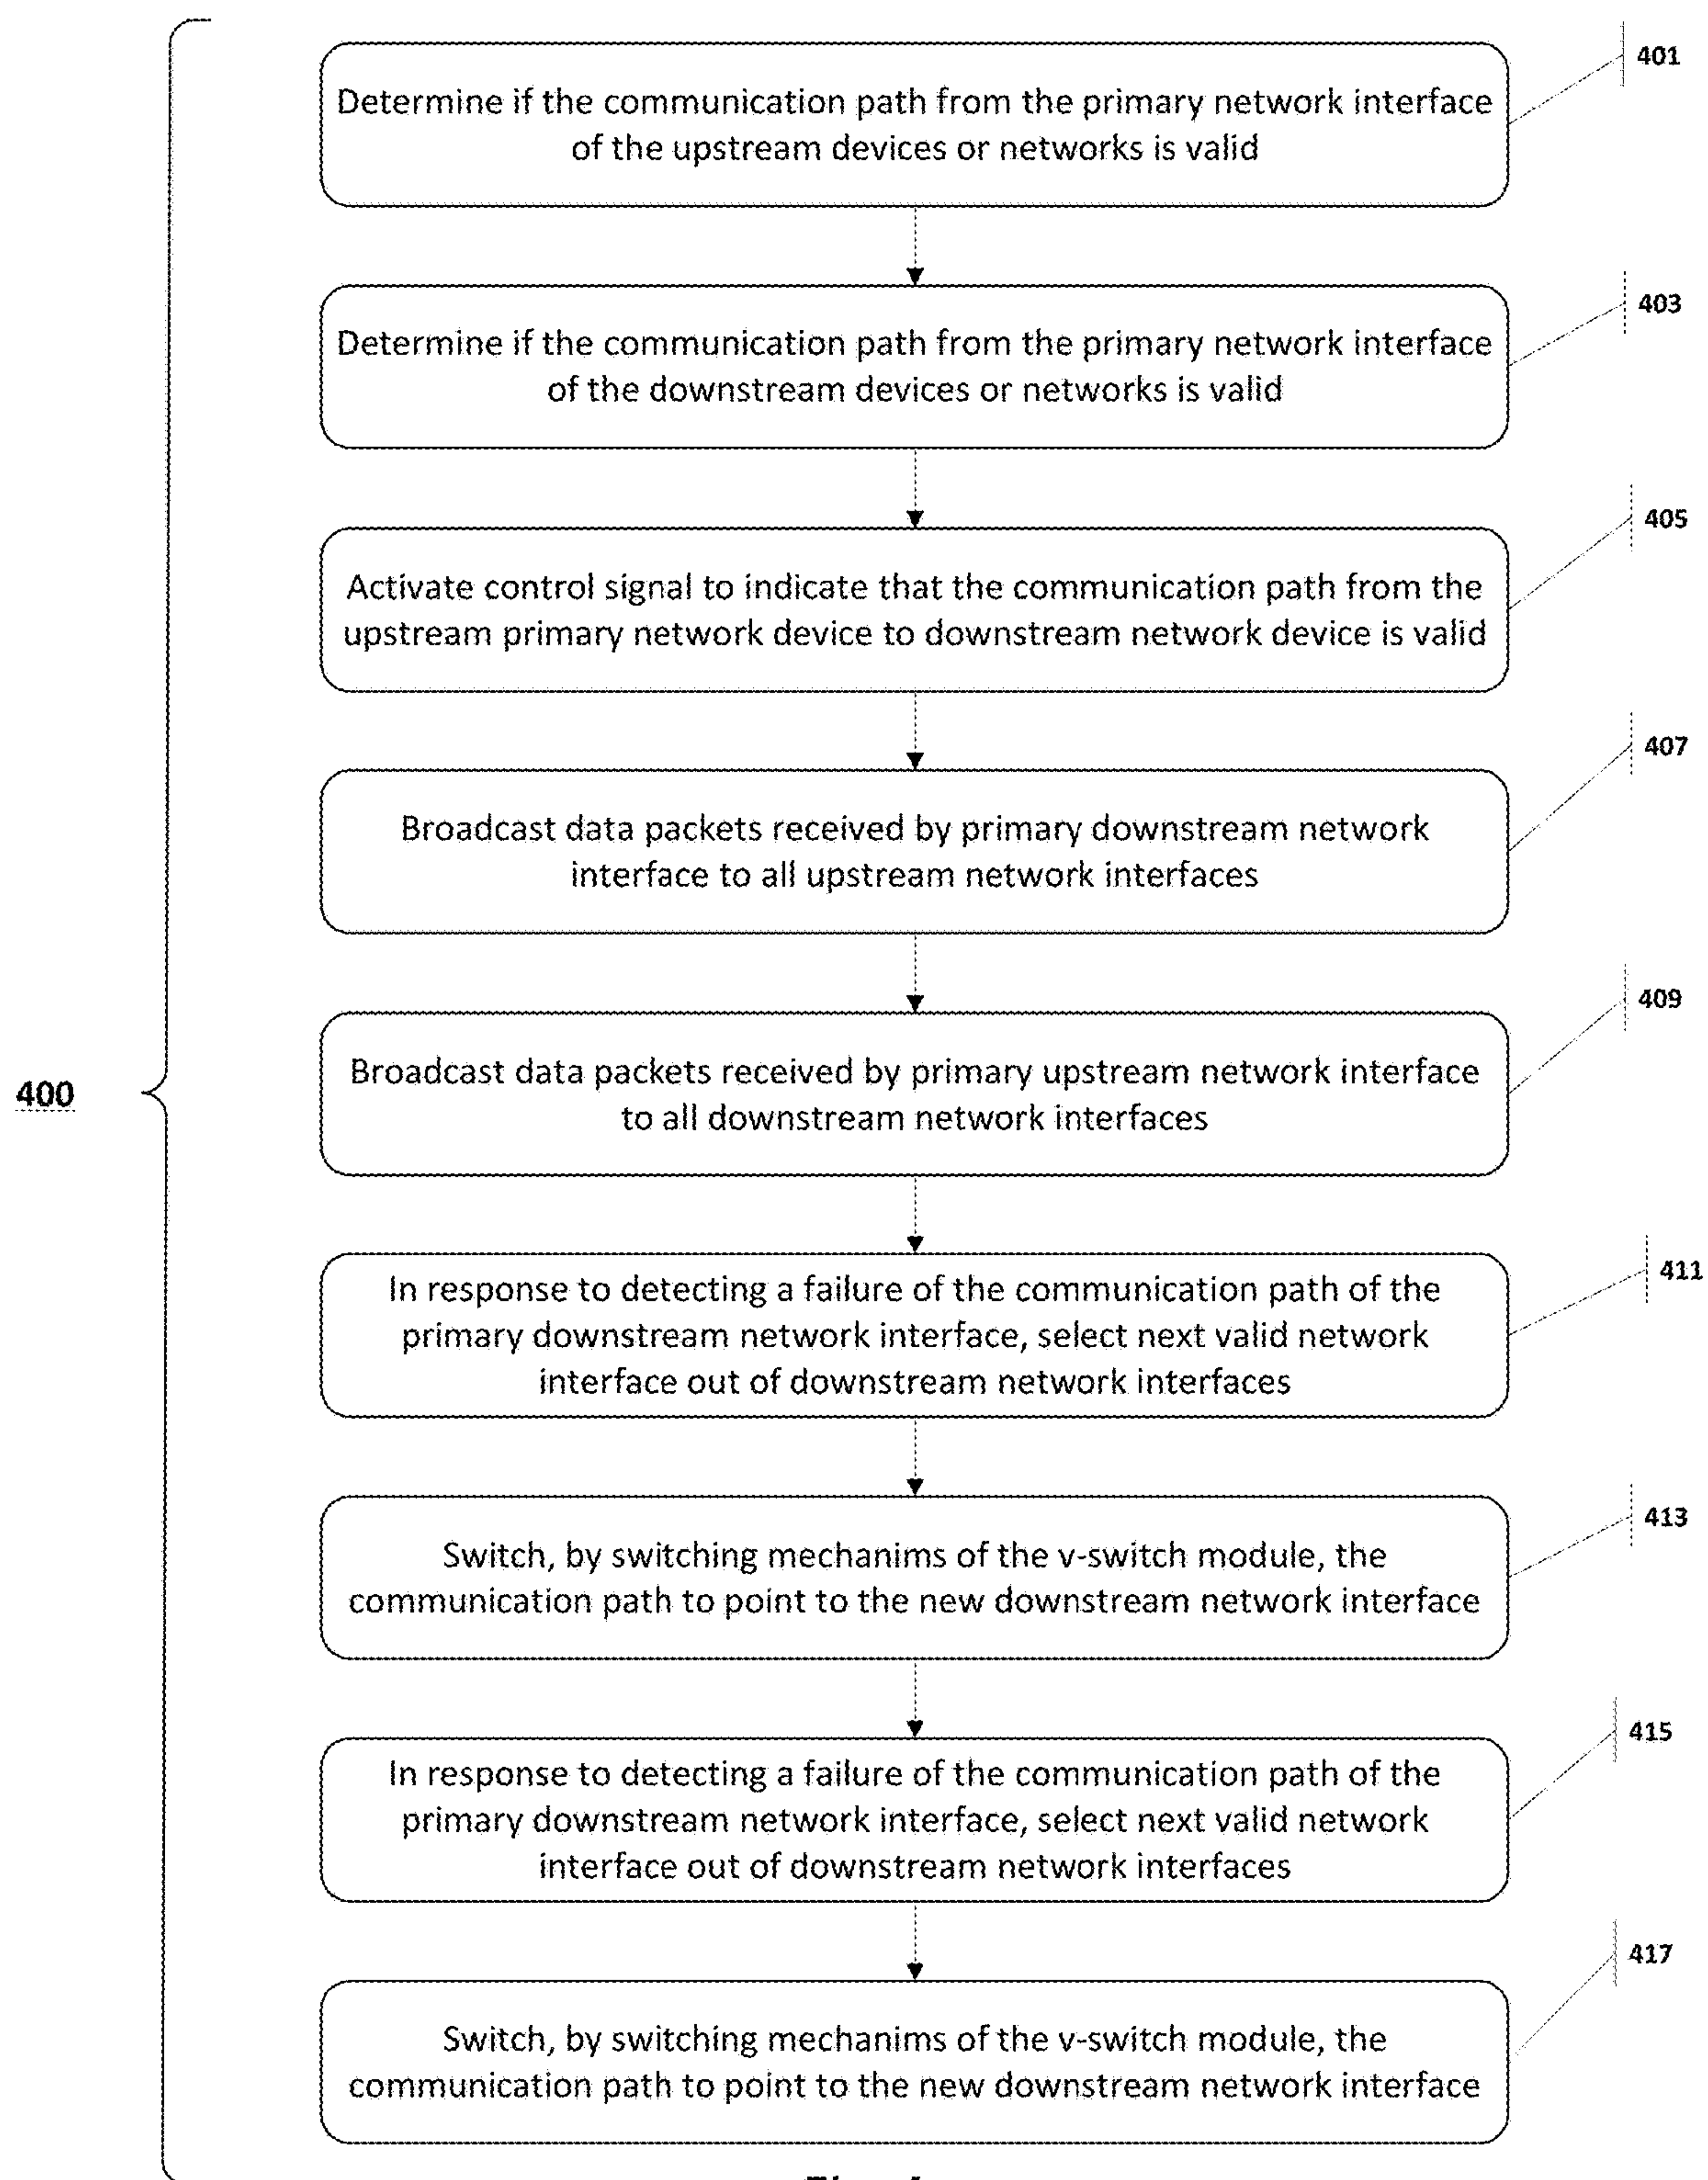 401
Determine if the communication path from the primary network interface
of the upstream devices or networks is valid
403
Determine if the communication path from the primary network interface
of the downstream devices or networks is valid
405
Activate control signal to indicate that the communication path from the
upstream primary network device to downstream network device is valid
407
Broadcast data packets received by primary downstream network
interface to all upstream network interfaces
409
Broadcast data packets received by primary upstream network interface
to all downstream network interfaces
400
411
In response to detecting a failure of the communication path of the
primary downstream network interface, select next valid network
interface out of downstream network interfaces
413
Switch, by switching mechanims of the v-switch module, the
communication path to point to the new downstream network interface
415
In response to detecting a failure of the communication path of the
primary downstream network interface, select next valid network
interface out of downstream network interfaces
417
Switch, by switching mechanims of the v-switch module, the
communication path to point to the new downstream network interface